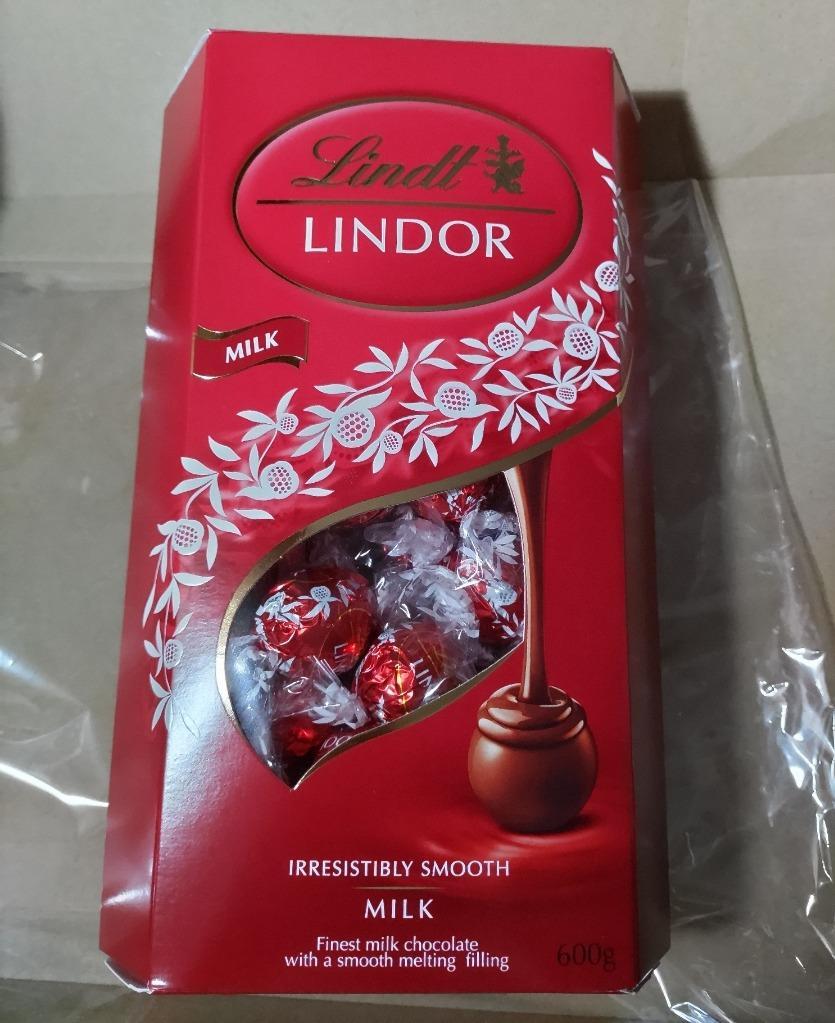 Lindt
LINDOR
MILK
IRRESISTIBLY SMOOTH
MILK
Finest milk chocolate
with a smooth melting filling
600g